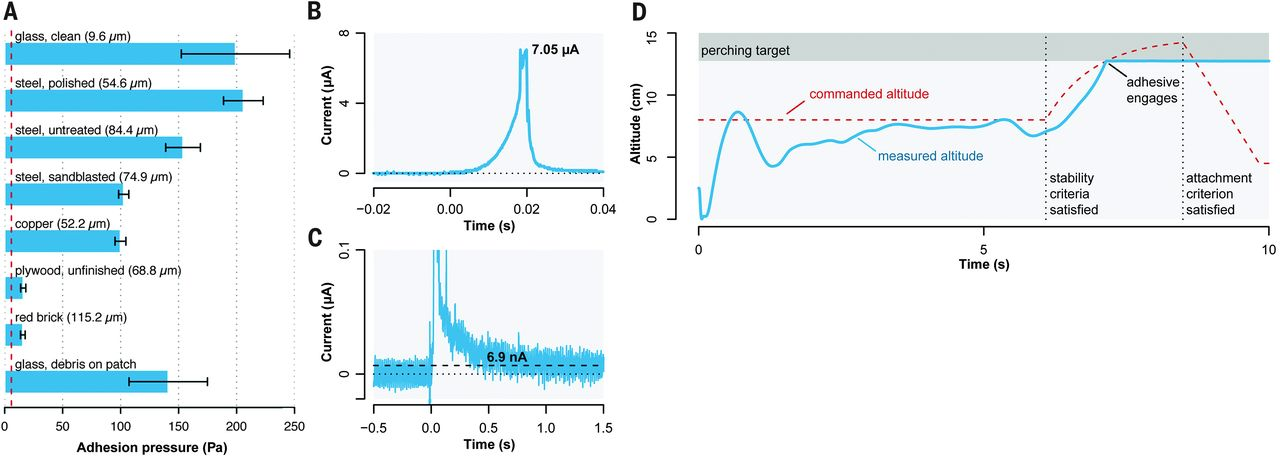 A
glass, clean (9.6 µm)
steel, polished (54.6 µm)
steel, untreated (84.4 µm)
steel, sandblasted (74.9 µm)
copper (52.2 µm)
plywood, unfinished (68.8 µm)
red brick (115.2 µm)
glass, debris on patch
0 50 100 150 200 250
Adhesion pressure (Pa)
B
8
4
0
Current (µA)
7.05 µA
−0.02 0.00 0.02 0.04
Time (s)
C
0.1
0
Current (µA)
6.9 nA
−0.5 0.0 0.5 1.0 1.5
Time (s)
D
15
10
5
0
Altitude (cm)
perching target
commanded altitude
measured altitude
adhesive
engages
stability
criteria
satisfied
attachment
criterion
satisfied
0 5 10
Time (s)